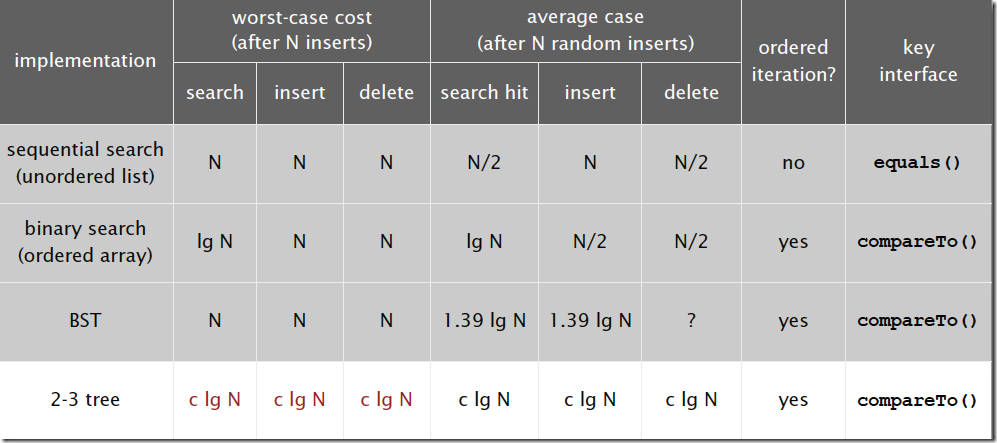 implementation
worst-case cost
(after N inserts)
average case
(after N random inserts)
ordered
iteration?
key
interface
search insert delete search hit insert delete
sequential search
(unordered list)
N N N N/2 N N/2 no equals()
binary search
(ordered array)
lg N N N lg N N/2 N/2 yes compareTo()
BST N N N 1.39 lg N 1.39 lg N ? yes compareTo()
2-3 tree c lg N c lg N c lg N c lg N c lg N c lg N yes compareTo()